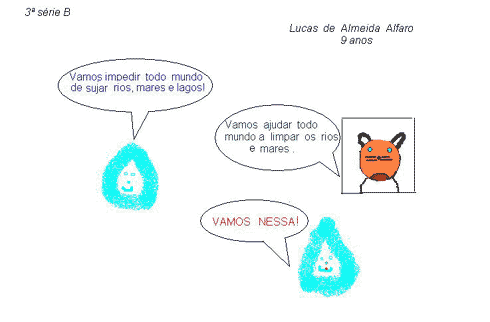 3ª série B
Lucas de Almeida Alfaro
9 anos
Vamos impedir todo mundo
de sujar rios, mares e lagos!
Vamos ajudar todo
mundo a limpar os rios
e mares .
VAMOS NESSA!